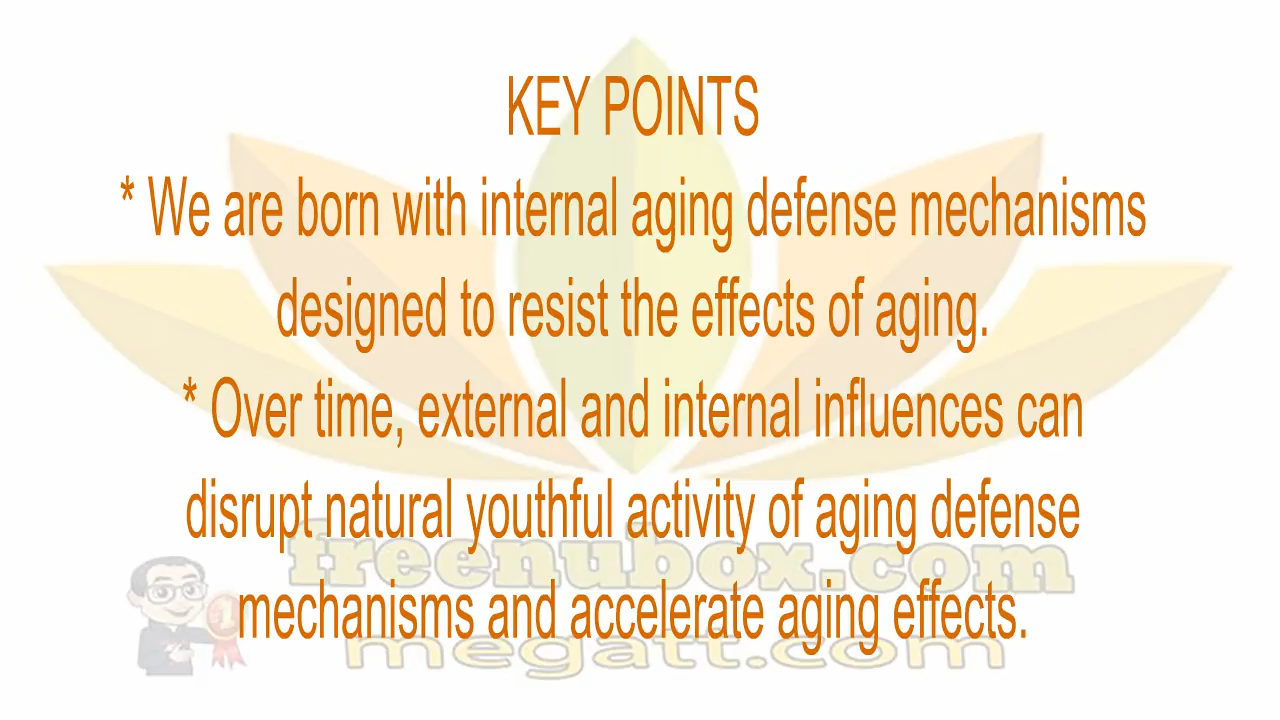 KEY POINTS
* We are born with internal aging defense mechanisms
designed to resist the effects of aging.
* Over time, external and internal influences can
disrupt natural youthful activity of aging defense
freenubox.com
mechanisms and accelerate aging effects.
1
megatt.com